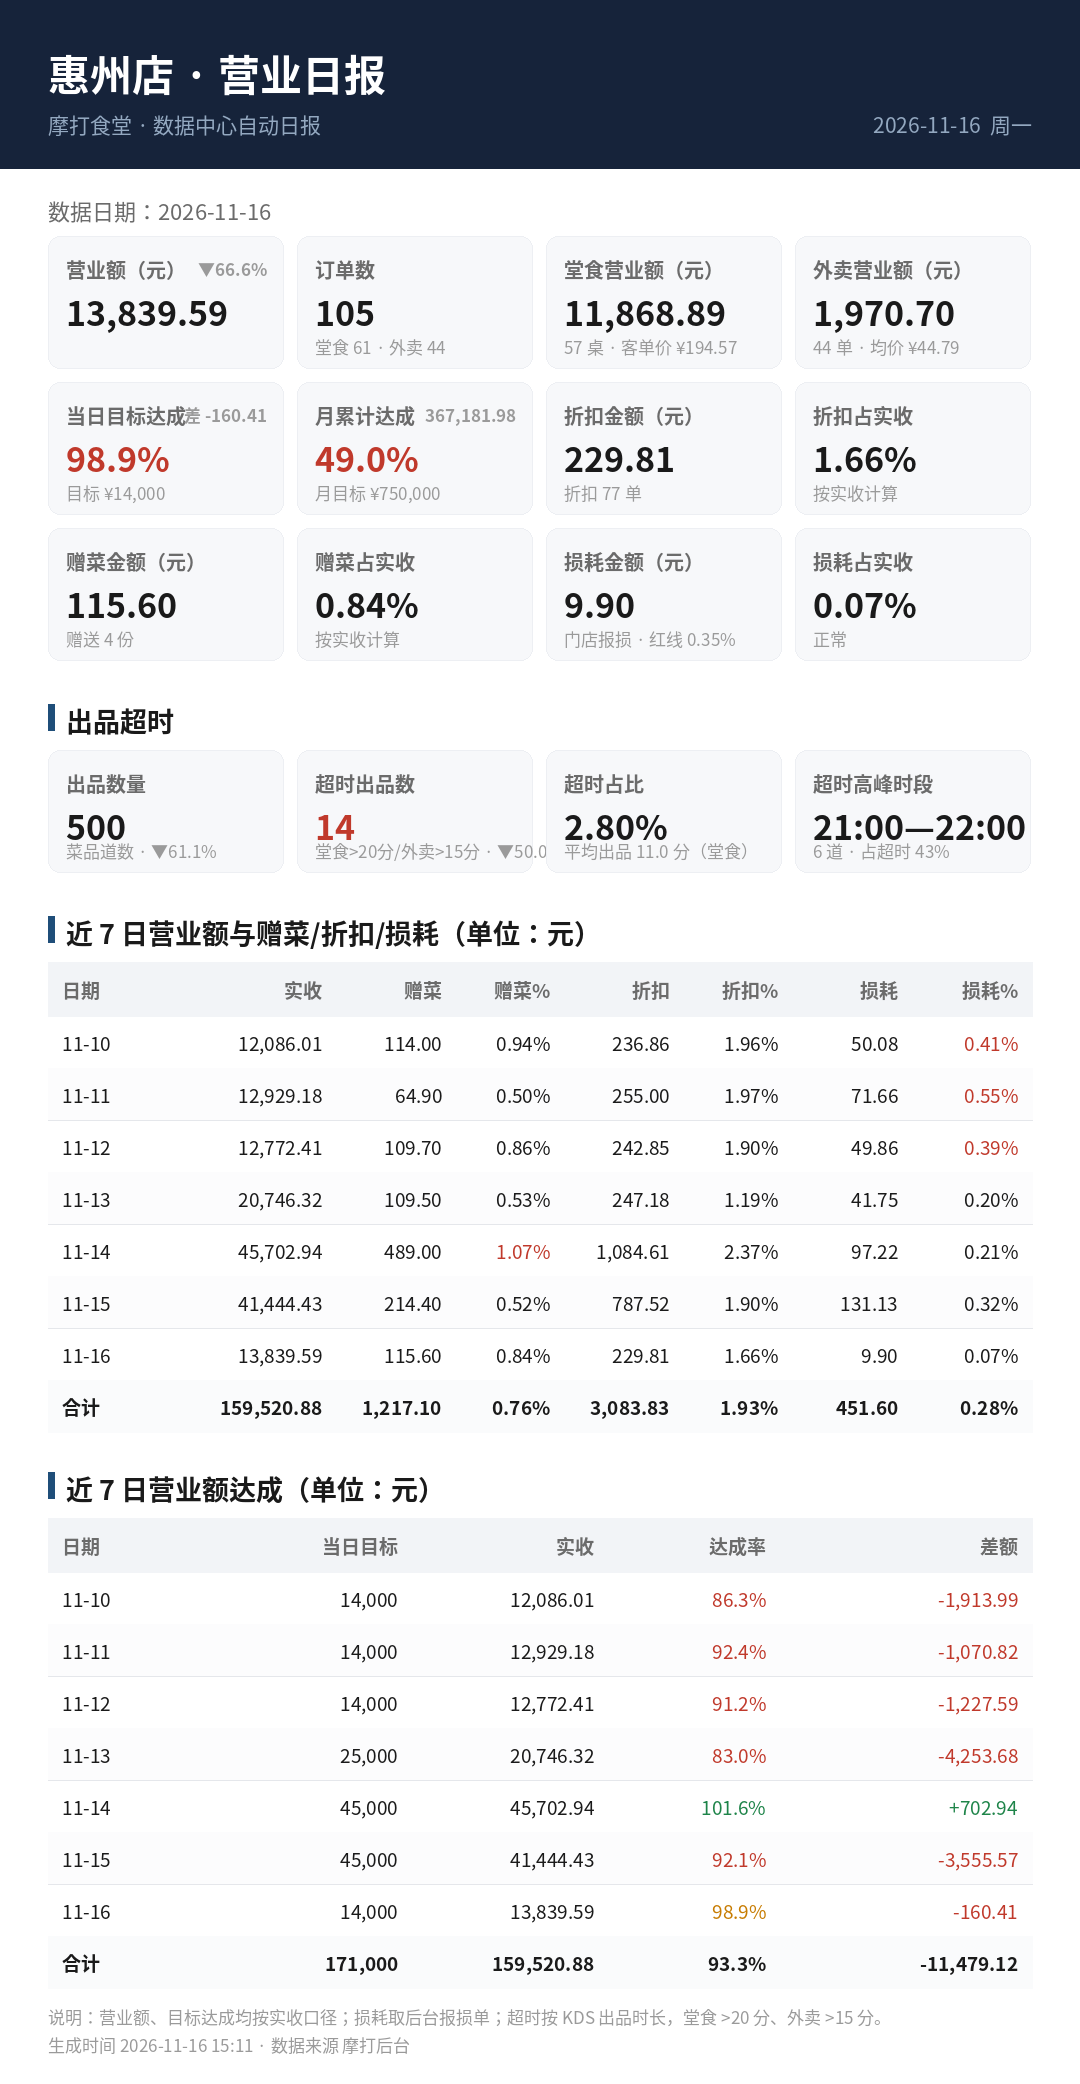 惠州店 · 营业日报
摩打食堂 · 数据中心自动日报 2026-11-16 周一
数据日期：2026-11-16
营业额（元） ▼66.6% 订单数 堂食营业额（元） 外卖营业额（元）
13,839.59 105 11,868.89 1,970.70
堂食 61 · 外卖 44 57 桌 · 客单价 ¥194.57 44 单 · 均价 ¥44.79
当日目标达成 差 -160.41 月累计达成 367,181.98 折扣金额（元） 折扣占实收
98.9% 49.0% 229.81 1.66%
目标 ¥14,000 月目标 ¥750,000 折扣 77 单 按实收计算
赠菜金额（元） 赠菜占实收 损耗金额（元） 损耗占实收
115.60 0.84% 9.90 0.07%
赠送 4 份 按实收计算 门店报损 · 红线 0.35% 正常
出品超时
出品数量 超时出品数 超时占比 超时高峰时段
500 14 2.80% 21:00—22:00
菜品道数 · ▼61.1% 堂食>20分/外卖>15分 · ▼50.0 平均出品 11.0 分（堂食） 6 道 · 占超时 43%
近 7 日营业额与赠菜/折扣/损耗（单位：元）
日期 实收 赠菜 赠菜% 折扣 折扣% 损耗 损耗%
11-10 12,086.01 114.00 0.94% 236.86 1.96% 50.08 0.41%
11-11 12,929.18 64.90 0.50% 255.00 1.97% 71.66 0.55%
11-12 12,772.41 109.70 0.86% 242.85 1.90% 49.86 0.39%
11-13 20,746.32 109.50 0.53% 247.18 1.19% 41.75 0.20%
11-14 45,702.94 489.00 1.07% 1,084.61 2.37% 97.22 0.21%
11-15 41,444.43 214.40 0.52% 787.52 1.90% 131.13 0.32%
11-16 13,839.59 115.60 0.84% 229.81 1.66% 9.90 0.07%
合计 159,520.88 1,217.10 0.76% 3,083.83 1.93% 451.60 0.28%
近 7 日营业额达成（单位：元）
日期 当日目标 实收 达成率 差额
11-10 14,000 12,086.01 86.3% -1,913.99
11-11 14,000 12,929.18 92.4% -1,070.82
11-12 14,000 12,772.41 91.2% -1,227.59
11-13 25,000 20,746.32 83.0% -4,253.68
11-14 45,000 45,702.94 101.6% +702.94
11-15 45,000 41,444.43 92.1% -3,555.57
11-16 14,000 13,839.59 98.9% -160.41
合计 171,000 159,520.88 93.3% -11,479.12
说明：营业额、目标达成均按实收口径；损耗取后台报损单；超时按 KDS 出品时长，堂食 >20 分、外卖 >15 分。
生成时间 2026-11-16 15:11 · 数据来源 摩打后台